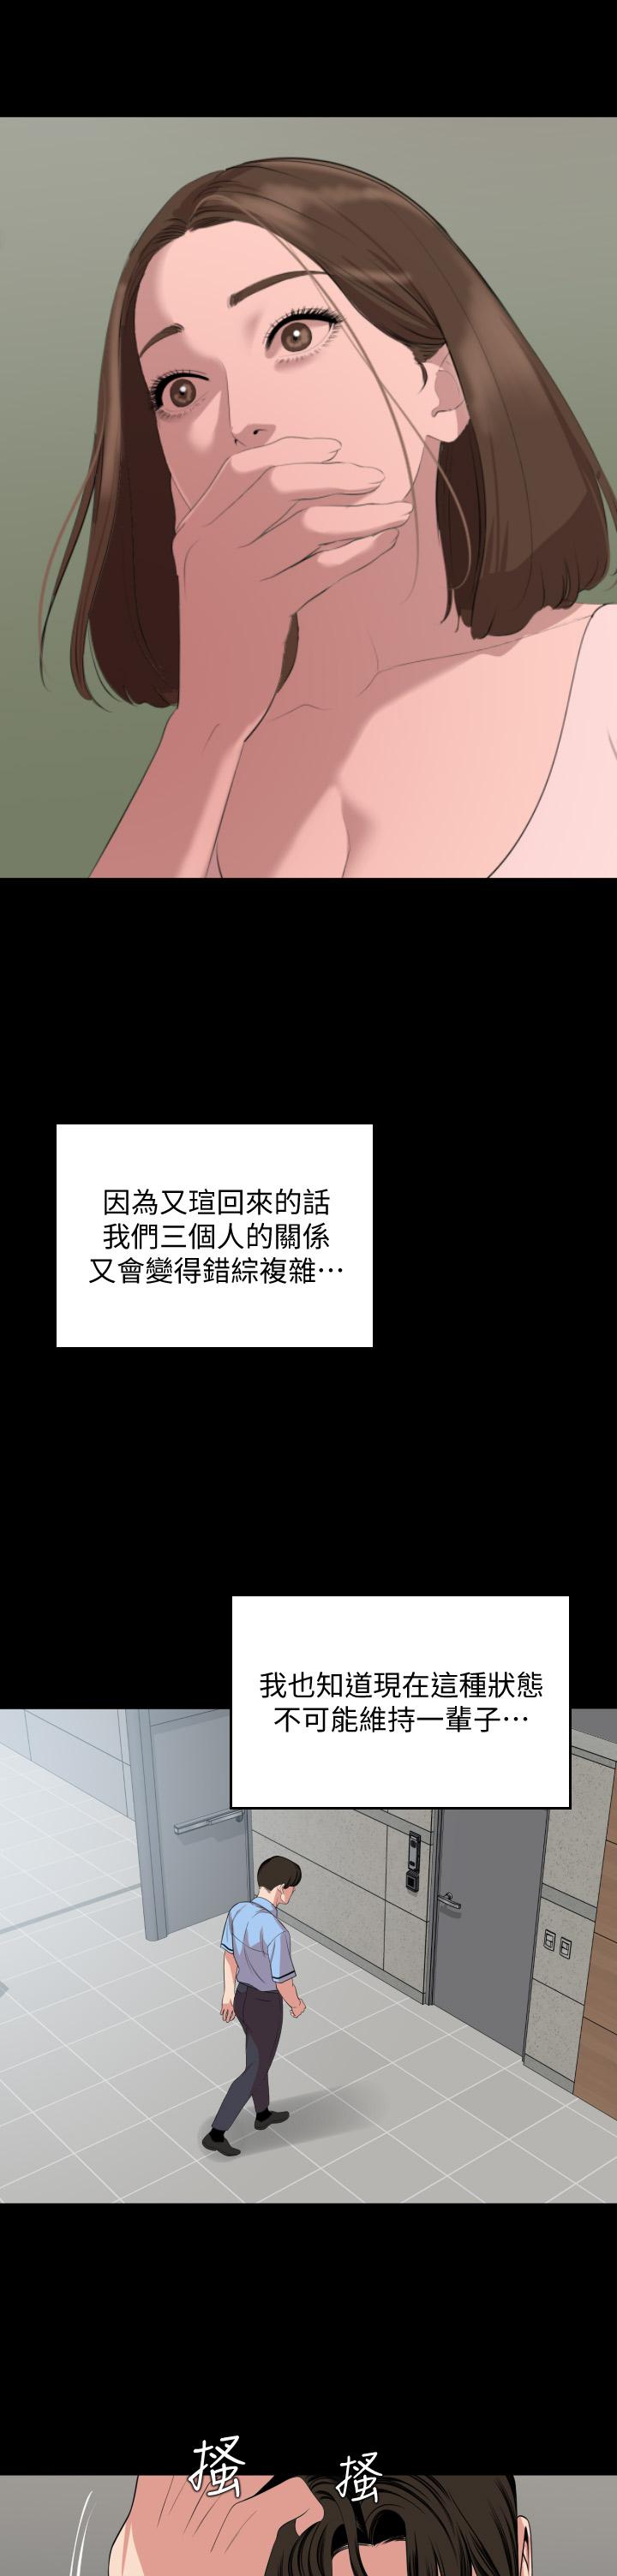 因為又瑄回來的話
我們三個人的關係
又會變得錯綜複雜⋯
我也知道現在這種狀態
不可能維持一輩子⋯
搔
搔